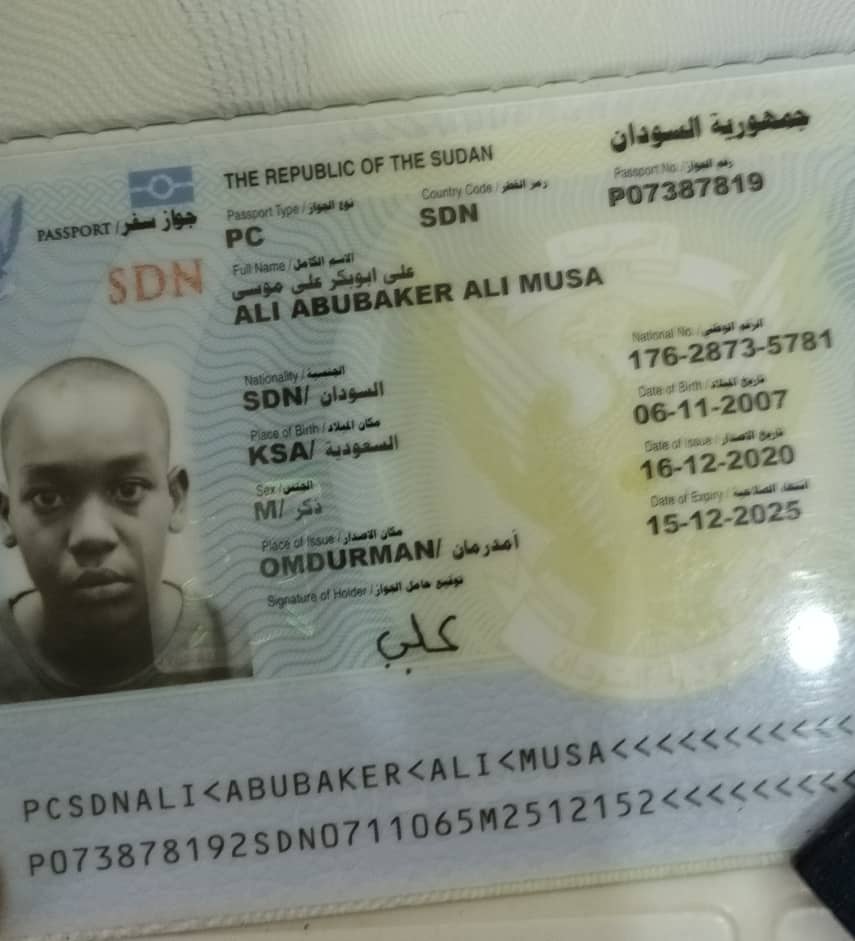 جمهورية السودان
THE REPUBLIC OF THE SUDAN
PASSPORT / جواز سفر
Passport Type / نوع الجواز
PC
Country Code / رمز القطر
SDN
Passport No. / رقم الجواز
P07387819
SDN
Full Name / الاسم الكامل
على ابوبكر على موسى
ALI ABUBAKER ALI MUSA
National No. / الرقم الوطني
176-2873-5781
Nationality / الجنسية
SDN/ السودان
Date of Birth / تاريخ الميلاد
06-11-2007
Place of Birth / مكان الميلاد
KSA/ السعودية
Date of Issue / تاريخ الاصدار
16-12-2020
Sex / الجنس
M/ ذكر
Date of Expiry / انتهاء الصلاحية
15-12-2025
Place of Issue / مكان الاصدار
OMDURMAN/ أمدرمان
Signature of Holder / توقيع حامل الجواز
علي
PCSDNALI<ABUBAKER<ALI<MUSA<<<<<<<<<<<
P073878192SDN0711065M2512152<<<<<<<<<